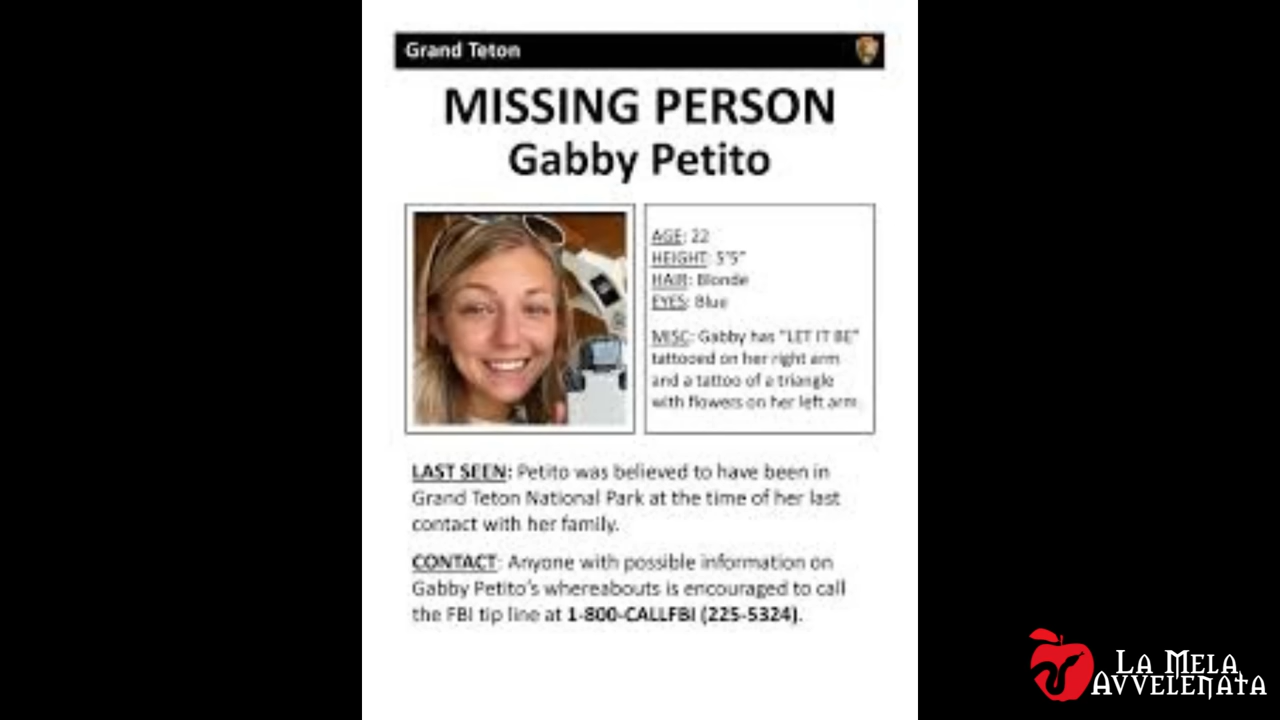 Grand Teton
MISSING PERSON
Gabby Petito
AGE: 22
HEIGHT: 5'5"
HAIR: Blonde
EYES: Blue
MISC: Gabby has "LET IT BE"
tattooed on her right arm
and a tattoo of a triangle
with flowers on her left arm
LAST SEEN: Petito was believed to have been in
Grand Teton National Park at the time of her last
contact with her family.
CONTACT: Anyone with possible information on
Gabby Petito's whereabouts is encouraged to call
the FBI tip line at 1-800-CALLFBI (225-5324).
LA MELA
AVVELENATA